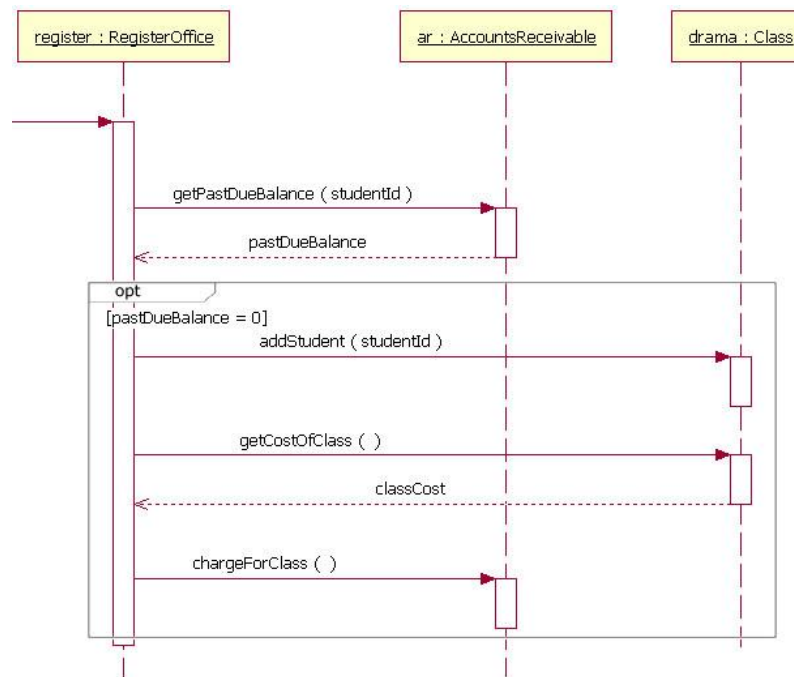 register : RegisterOffice
ar : AccountsReceivable
drama : Class
getPastDueBalance ( studentId )
pastDueBalance
opt
[pastDueBalance = 0]
addStudent ( studentId )
getCostOfClass ( )
classCost
chargeForClass ( )